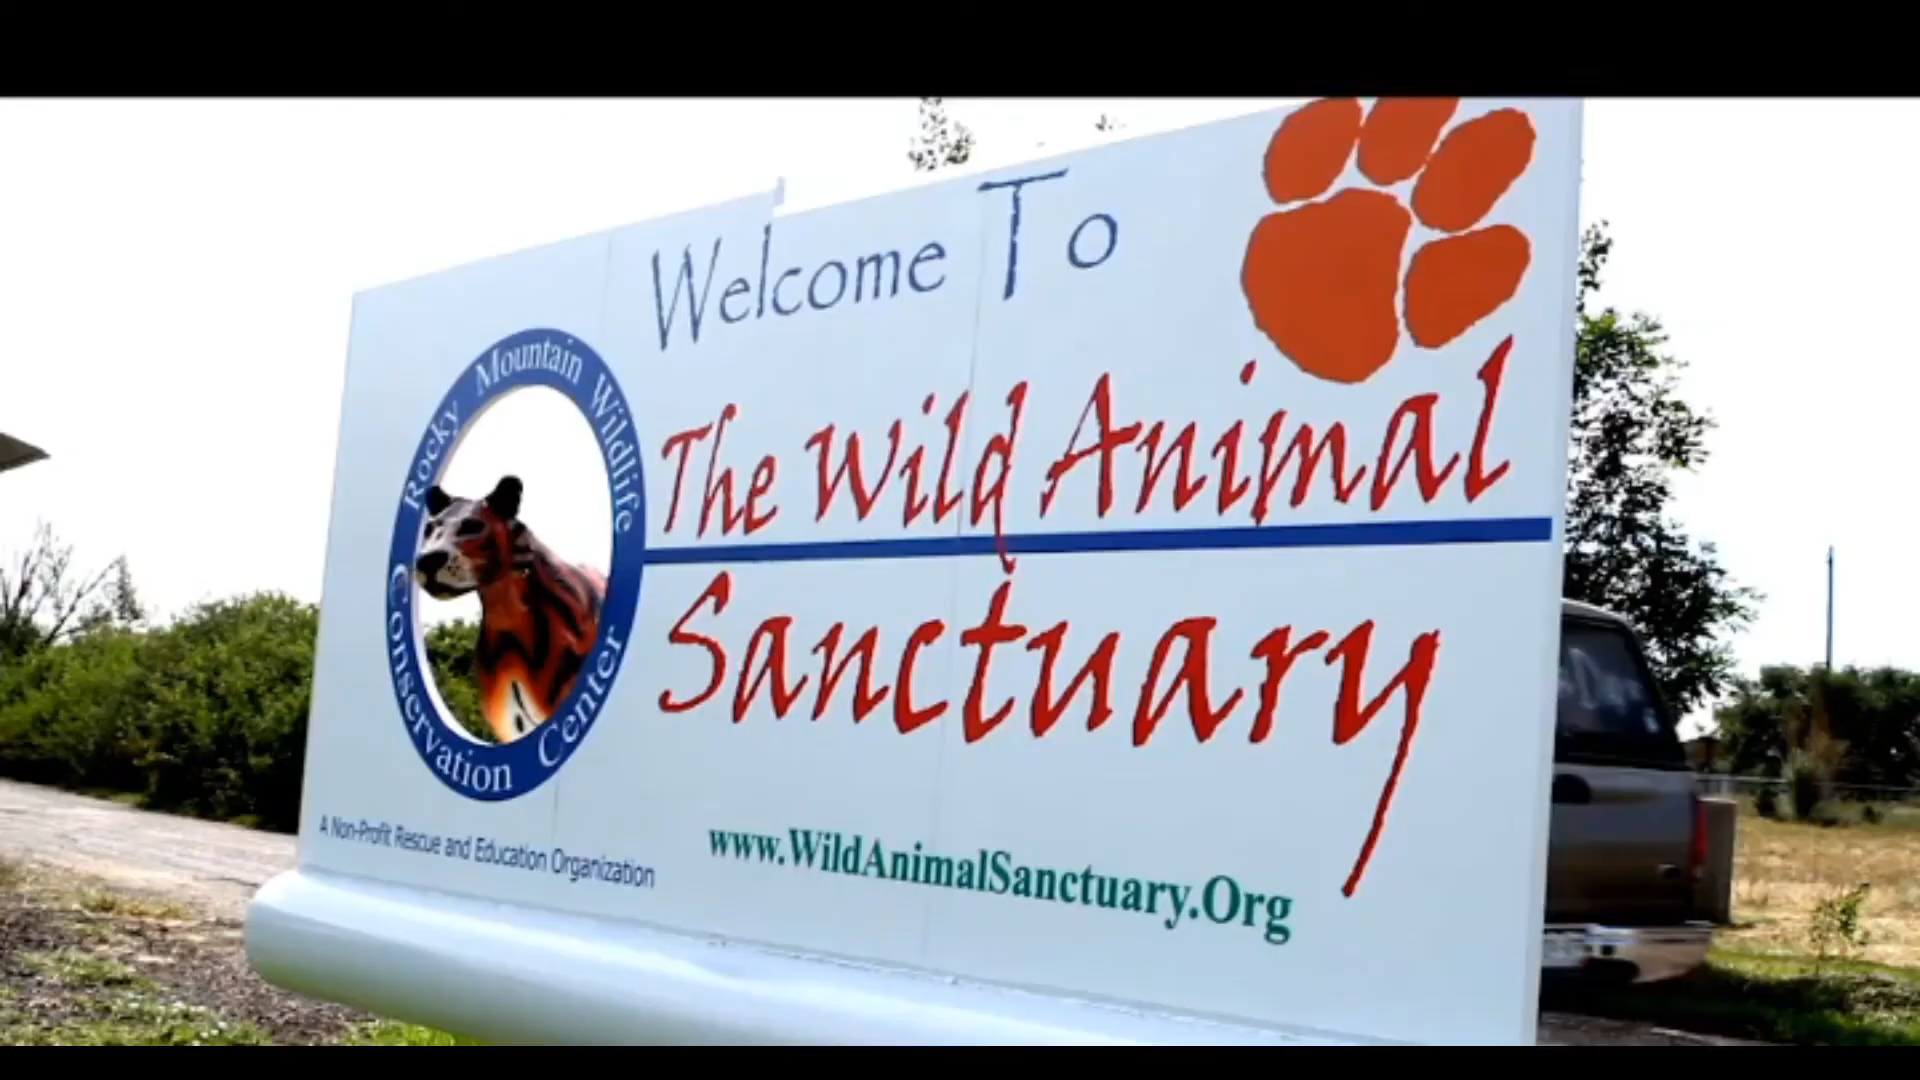 Welcome To
Rocky Mountain Wildlife
Conservation Center
The Wild Animal
Sanctuary
A Non-Profit Rescue and Education Organization
www.WildAnimalSanctuary.Org